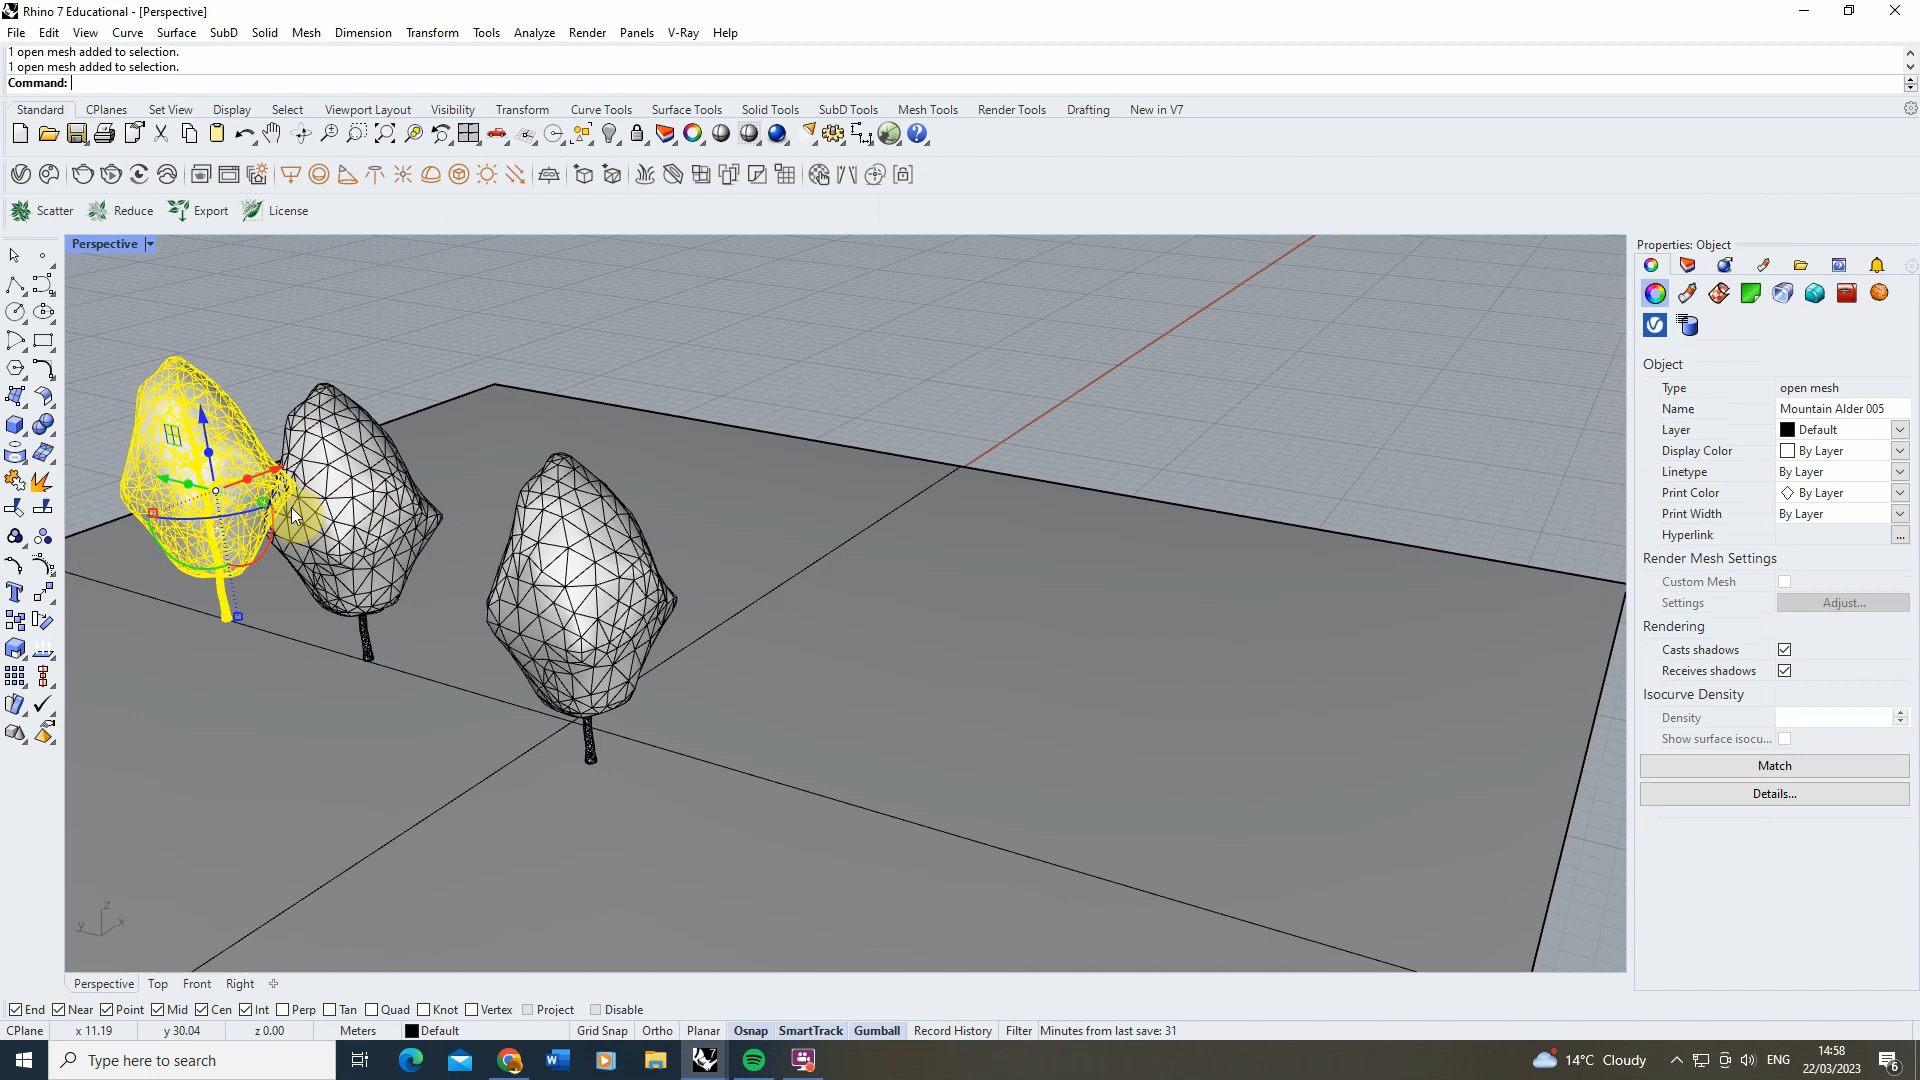 Rhino 7 Educational - [Perspective]
File Edit View Curve Surface SubD Solid Mesh Dimension Transform Tools Analyze Render Panels V-Ray Help
1 open mesh added to selection.
1 open mesh added to selection.
Command:
Standard CPlanes Set View Display Select Viewport Layout Visibility Transform Curve Tools Surface Tools Solid Tools SubD Tools Mesh Tools Render Tools Drafting New in V7
Scatter Reduce Export License
Perspective
Properties: Object
Object
Type open mesh
Name Mountain Alder 005
Layer Default
Display Color By Layer
Linetype By Layer
Print Color By Layer
Print Width By Layer
Hyperlink ...
Render Mesh Settings
Custom Mesh
Settings Adjust...
Rendering
Casts shadows
Receives shadows
Isocurve Density
Density
Show surface isocu...
Match
Details...
z
y x
Perspective Top Front Right
End Near Point Mid Cen Int Perp Tan Quad Knot Vertex Project Disable
CPlane x 11.19 y 30.04 z 0.00 Meters Default Grid Snap Ortho Planar Osnap SmartTrack Gumball Record History Filter Minutes from last save: 31
Type here to search
14°C Cloudy
ENG
14:58
22/03/2023
6